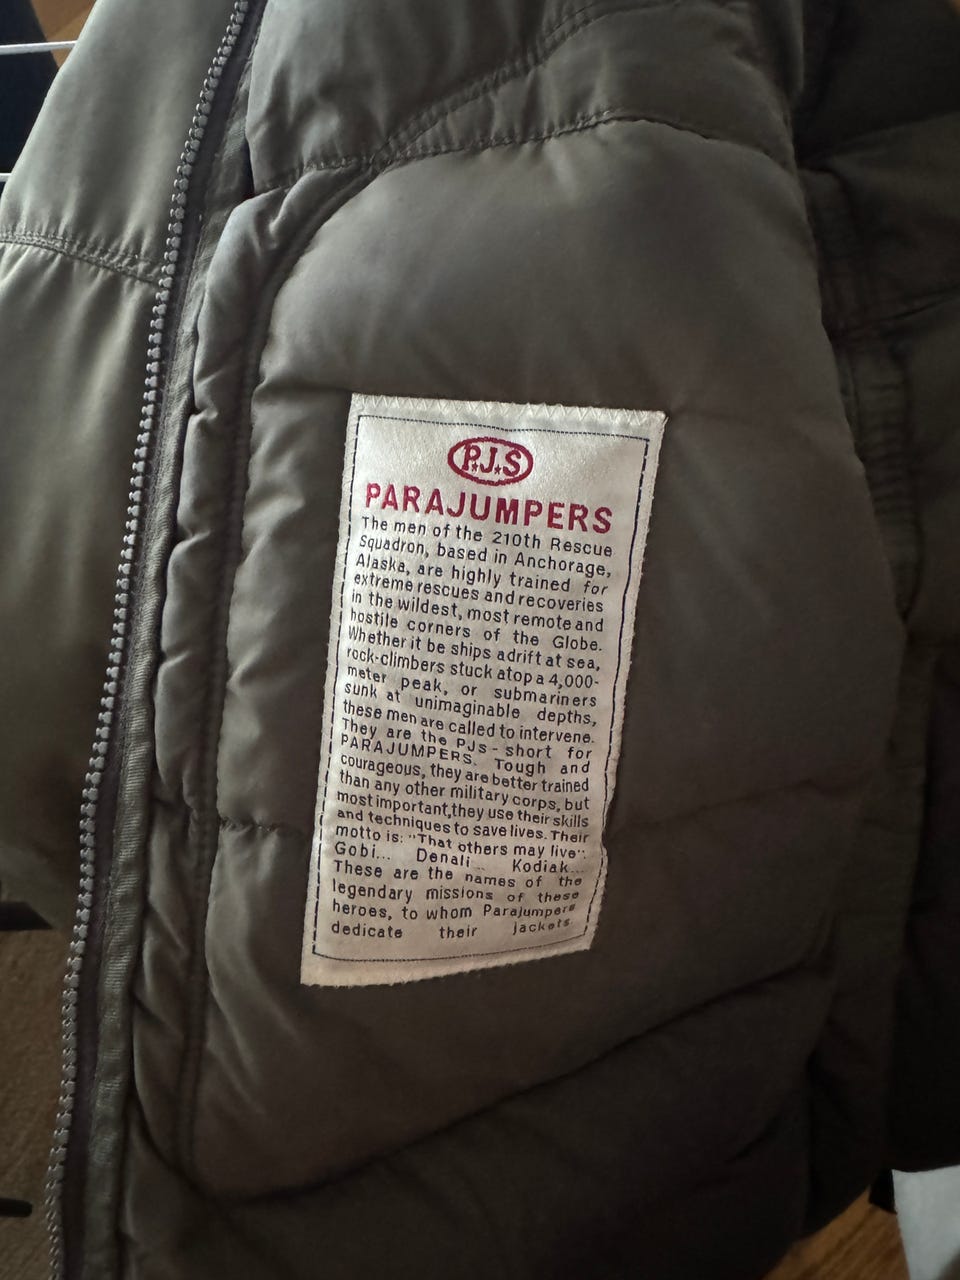 P.J.S
PARAJUMPERS
The men of the 210th Rescue
Squadron, based in Anchorage,
Alaska, are highly trained for
extreme rescues and recoveries
in the wildest, most remote and
hostile corners of the Globe.
Whether it be ships adrift at sea,
rock-climbers stuck atop a 4,000-
meter peak, or submariners
sunk at unimaginable depths,
these men are called to intervene.
They are the PJs - short for
PARAJUMPERS. Tough and
courageous, they are better trained
than any other military corps, but
most important,they use their skills
and techniques to save lives. Their
motto is: "That others may live".
Gobi... Denali... Kodiak...
These are the names of the
legendary missions of these
heroes, to whom Parajumpers
dedicate their jackets.